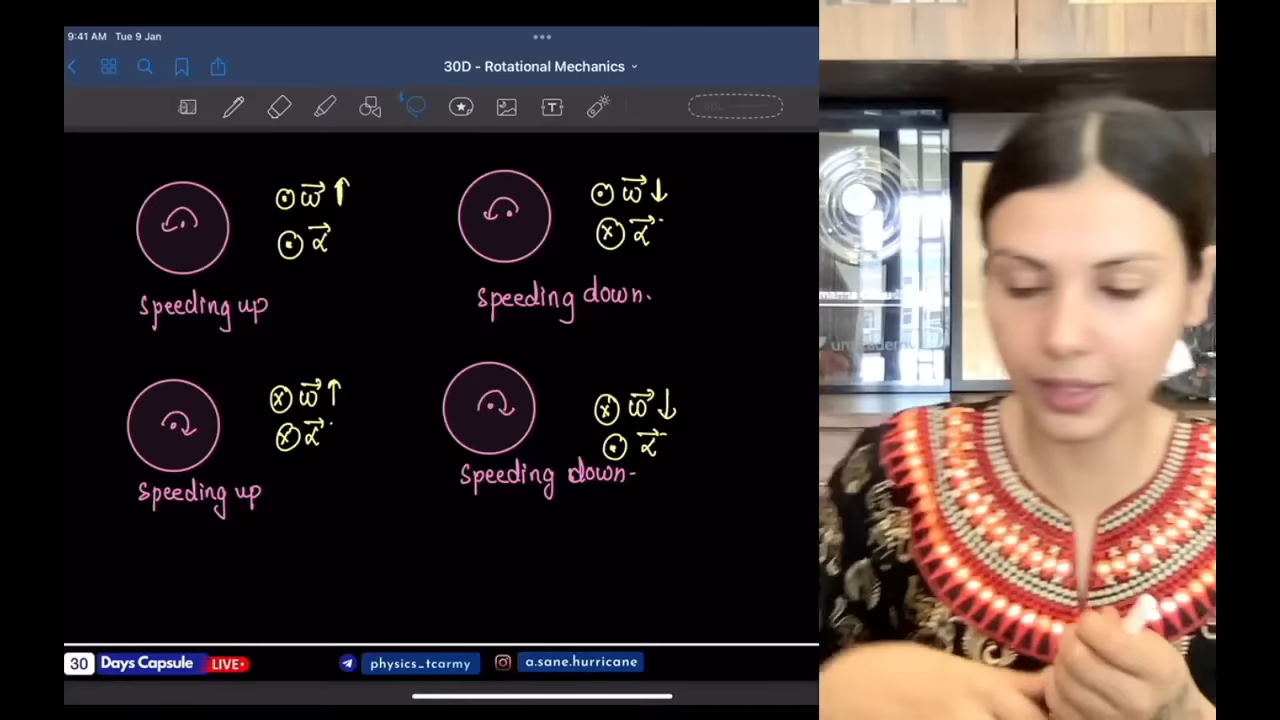 9:41 AM Tue 9 Jan
30D - Rotational Mechanics
T
⊙ ω⃗ ↑
⊙ α⃗
speeding up
⊙ ω⃗ ↓
⊗ α⃗
speeding down.
⊗ ω⃗ ↑
⊗ α⃗
speeding up
⊗ ω⃗ ↓
⊙ α⃗
speeding down.
30 Days Capsule LIVE
physics_tcarmy
a.sane.hurricane